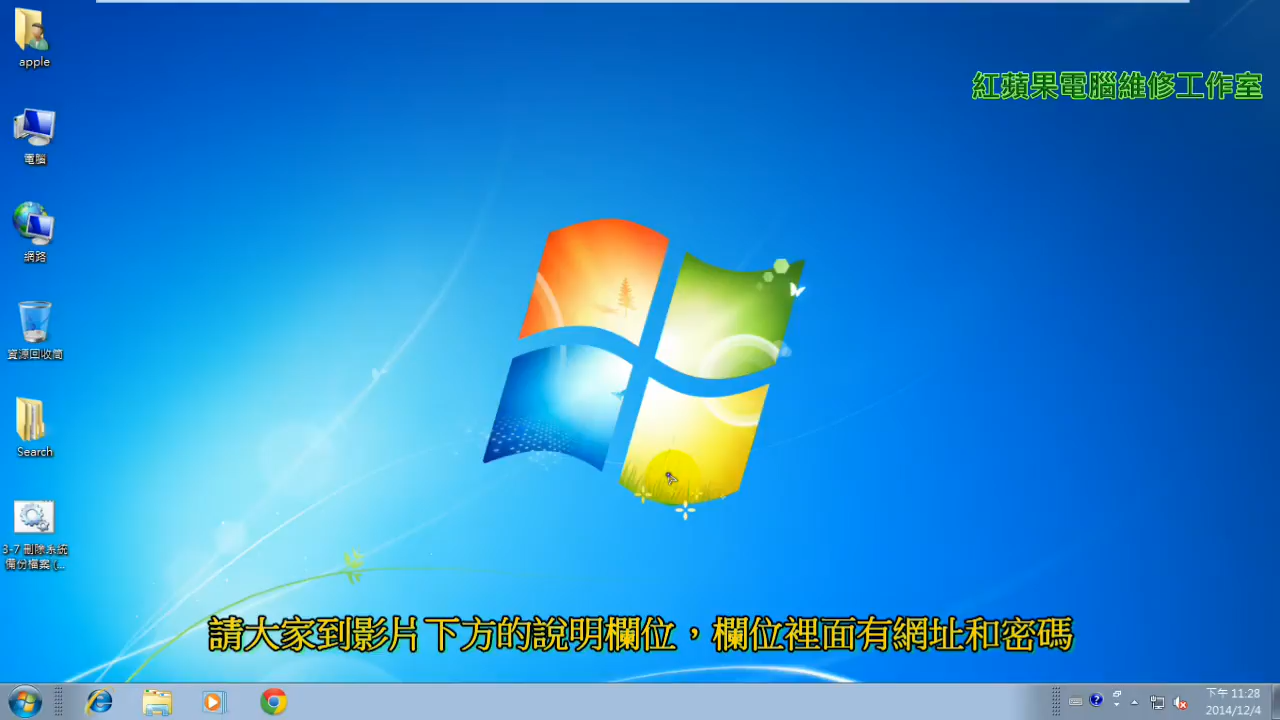 apple
紅蘋果電腦維修工作室
電腦
網路
資源回收筒
Search
3-7 刪除系統
備份檔案 (...
請大家到影片下方的說明欄位，欄位裡面有網址和密碼
下午 11:28
2014/12/4